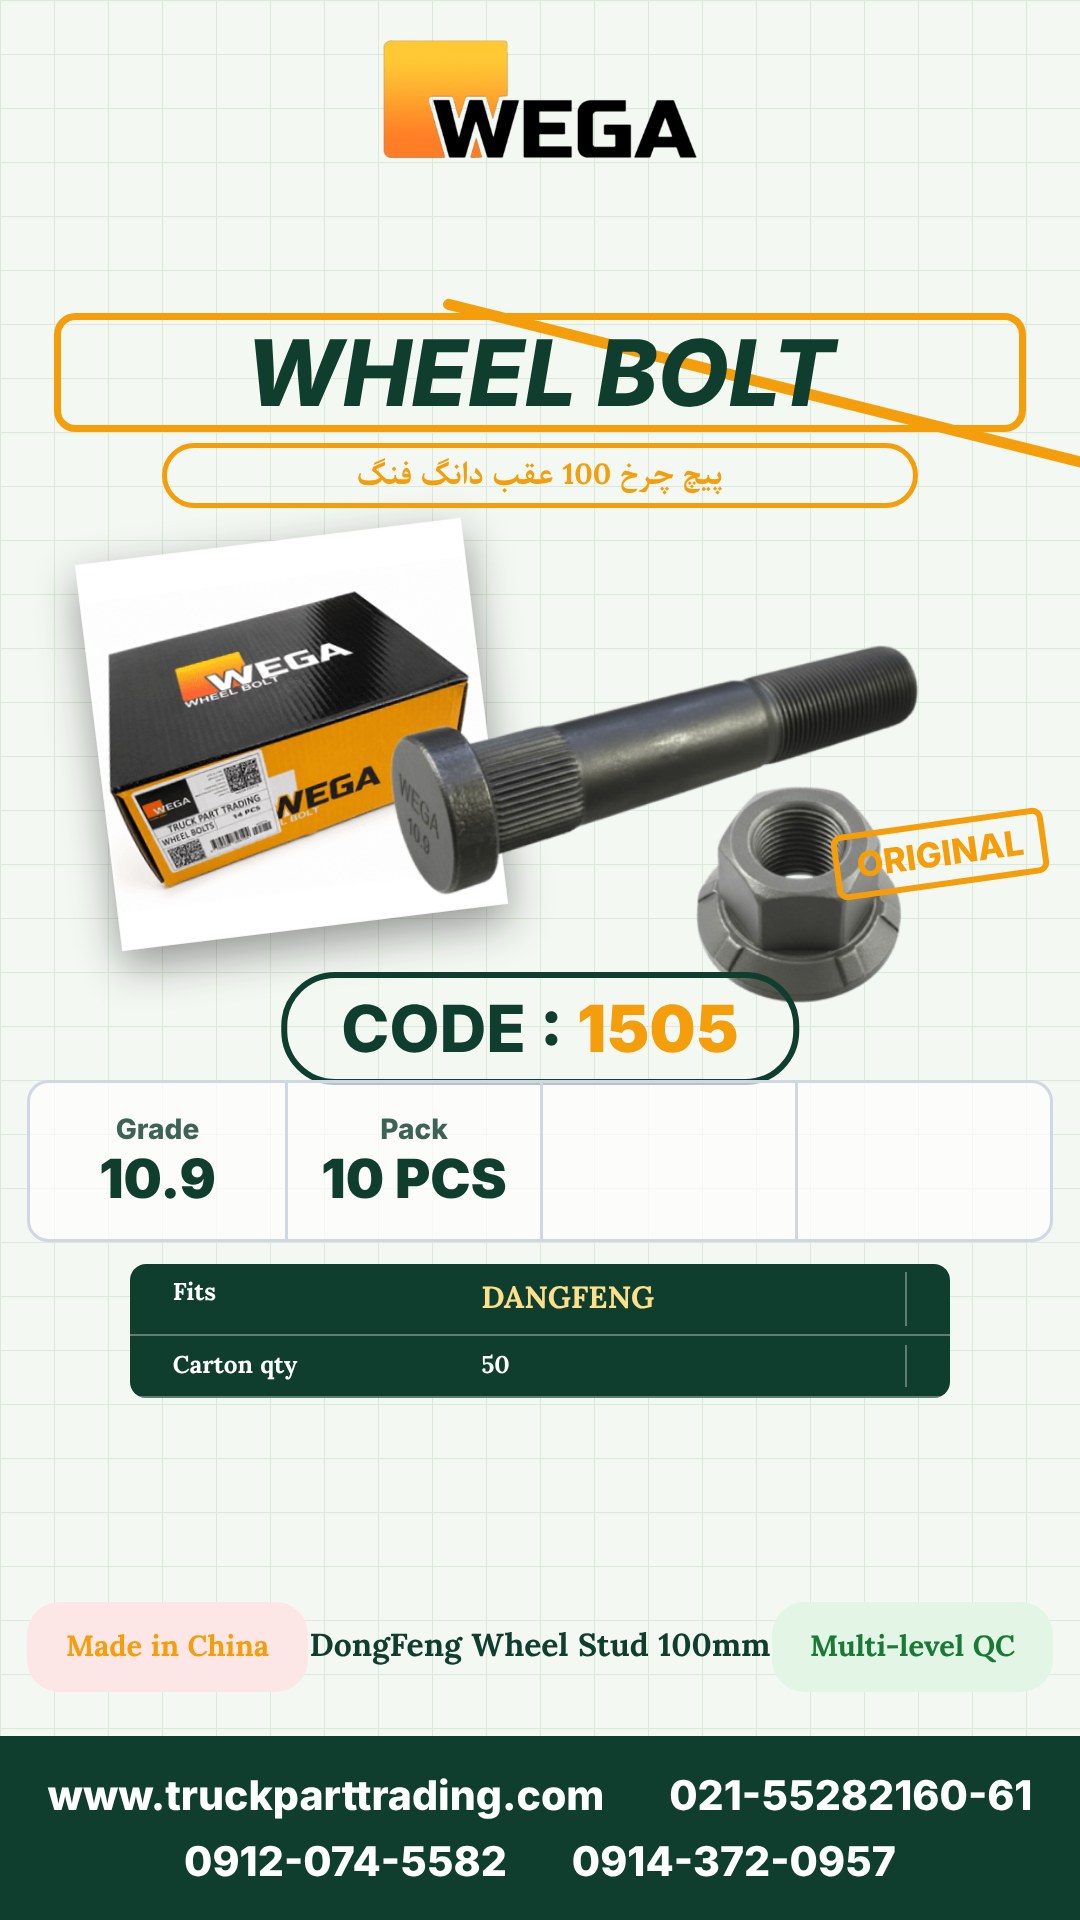 WEGA
WHEEL BOLT
پیچ چرخ 100 عقب دانگ فنگ
WEGA
WHEEL BOLT
WEGA
TRUCK PART TRADING
WHEEL BOLTS 14 PCS
WEGA
WEGA
10.9
ORIGINAL
CODE : 1505
Grade
10.9
Pack
10 PCS
Fits DANGFENG
Carton qty 50
Made in China
DongFeng Wheel Stud 100mm
Multi-level QC
www.truckparttrading.com 021-55282160-61
0912-074-5582 0914-372-0957